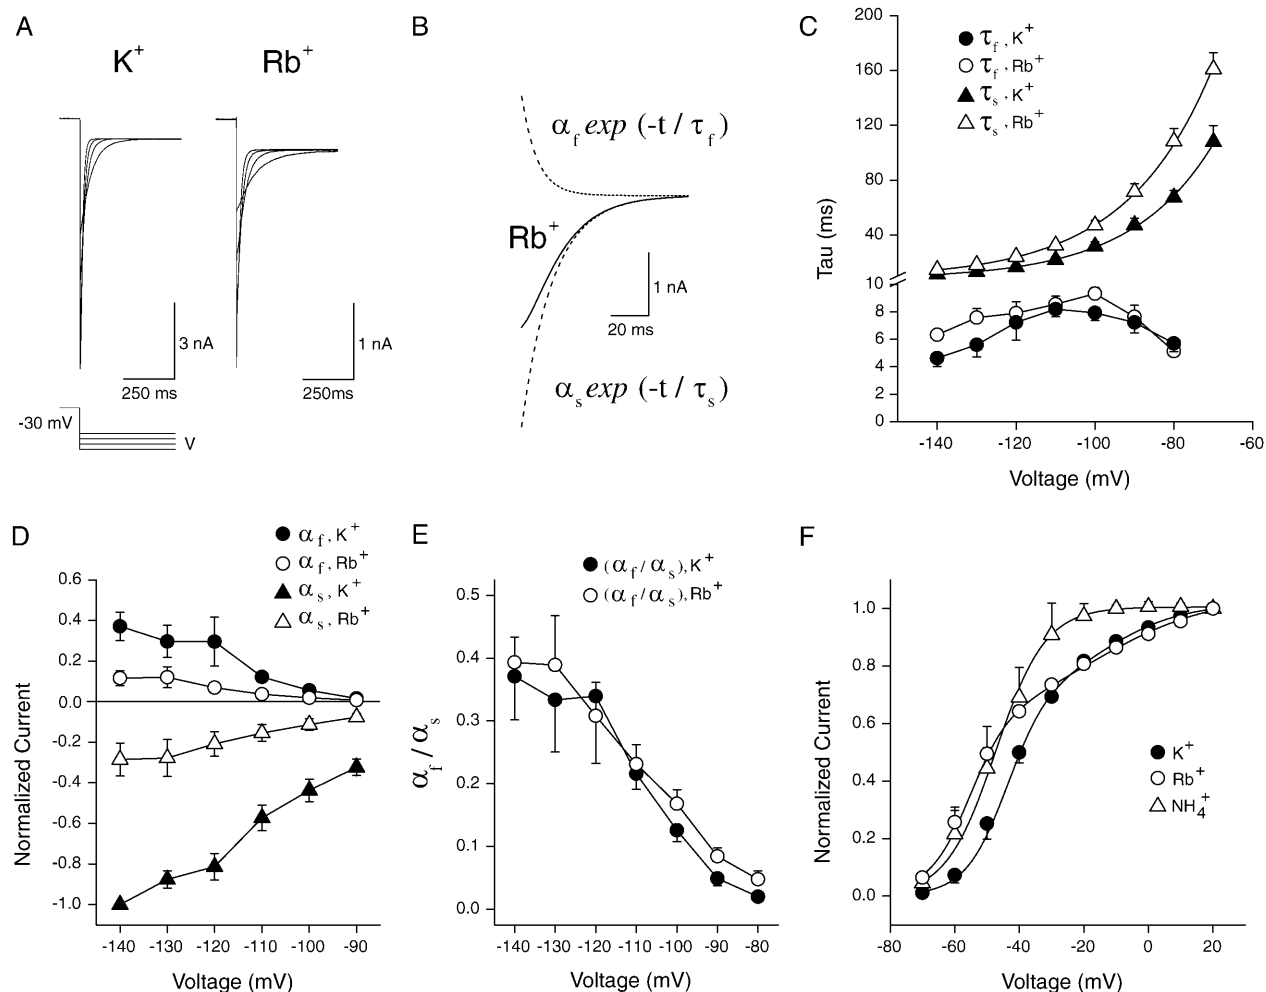 A
K+
Rb+
3 nA
250 ms
1 nA
250ms
-30 mV
V
B
αf exp (-t / τf)
Rb+
1 nA
20 ms
αs exp (-t / τs)
C
τf , K+
τf , Rb+
τs , K+
τs , Rb+
200
160
120
80
40
10
8
6
4
2
0
Tau (ms)
-140
-120
-100
-80
-60
Voltage (mV)
D
αf , K+
αf , Rb+
αs , K+
αs , Rb+
0.6
0.4
0.2
0.0
-0.2
-0.4
-0.6
-0.8
-1.0
Normalized Current
-140
-130
-120
-110
-100
-90
Voltage (mV)
E
(αf / αs), K+
(αf / αs), Rb+
0.5
0.4
0.3
0.2
0.1
0.0
αf / αs
-140
-130
-120
-110
-100
-90
-80
Voltage (mV)
F
1.0
0.8
0.6
0.4
0.2
0.0
Normalized Current
K+
Rb+
NH4+
-80
-60
-40
-20
0
20
Voltage (mV)